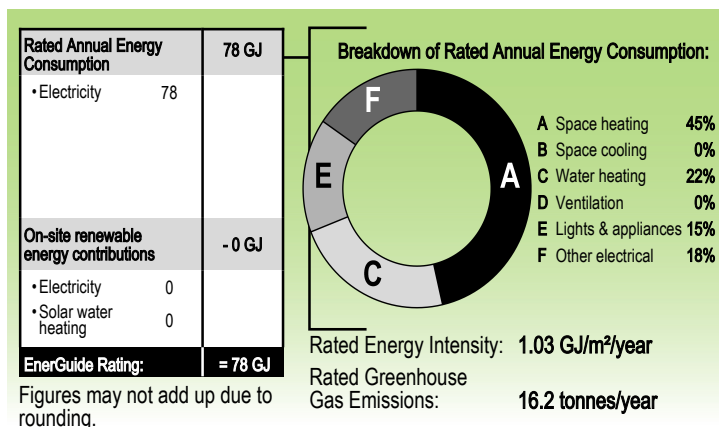 Rated Annual Energy
Consumption
78 GJ
• Electricity 78
On-site renewable
energy contributions
- 0 GJ
• Electricity 0
• Solar water
heating
0
EnerGuide Rating: = 78 GJ
Figures may not add up due to
rounding.
Breakdown of Rated Annual Energy Consumption:
F
E
A
C
A Space heating 45%
B Space cooling 0%
C Water heating 22%
D Ventilation 0%
E Lights & appliances 15%
F Other electrical 18%
Rated Energy Intensity: 1.03 GJ/m²/year
Rated Greenhouse
Gas Emissions: 16.2 tonnes/year